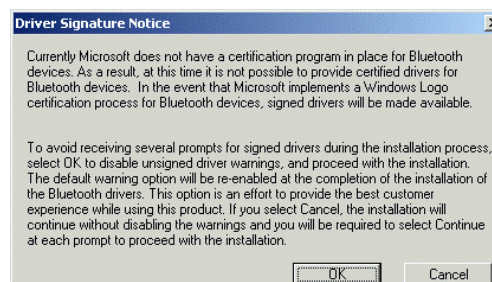 Driver Signature Notice
Currently Microsoft does not have a certification program in place for Bluetooth
devices. As a result, at this time it is not possible to provide certified drivers for
Bluetooth devices. In the event that Microsoft implements a Windows Logo
certification process for Bluetooth devices, signed drivers will be made available.
To avoid receiving several prompts for signed drivers during the installation process,
select OK to disable unsigned driver warnings, and proceed with the installation.
The default warning option will be re-enabled at the completion of the installation of
the Bluetooth drivers. This option is an effort to provide the best customer
experience while using this product. If you select Cancel, the installation will
continue without disabling the warnings and you will be required to select Continue
at each prompt to proceed with the installation.
OK Cancel